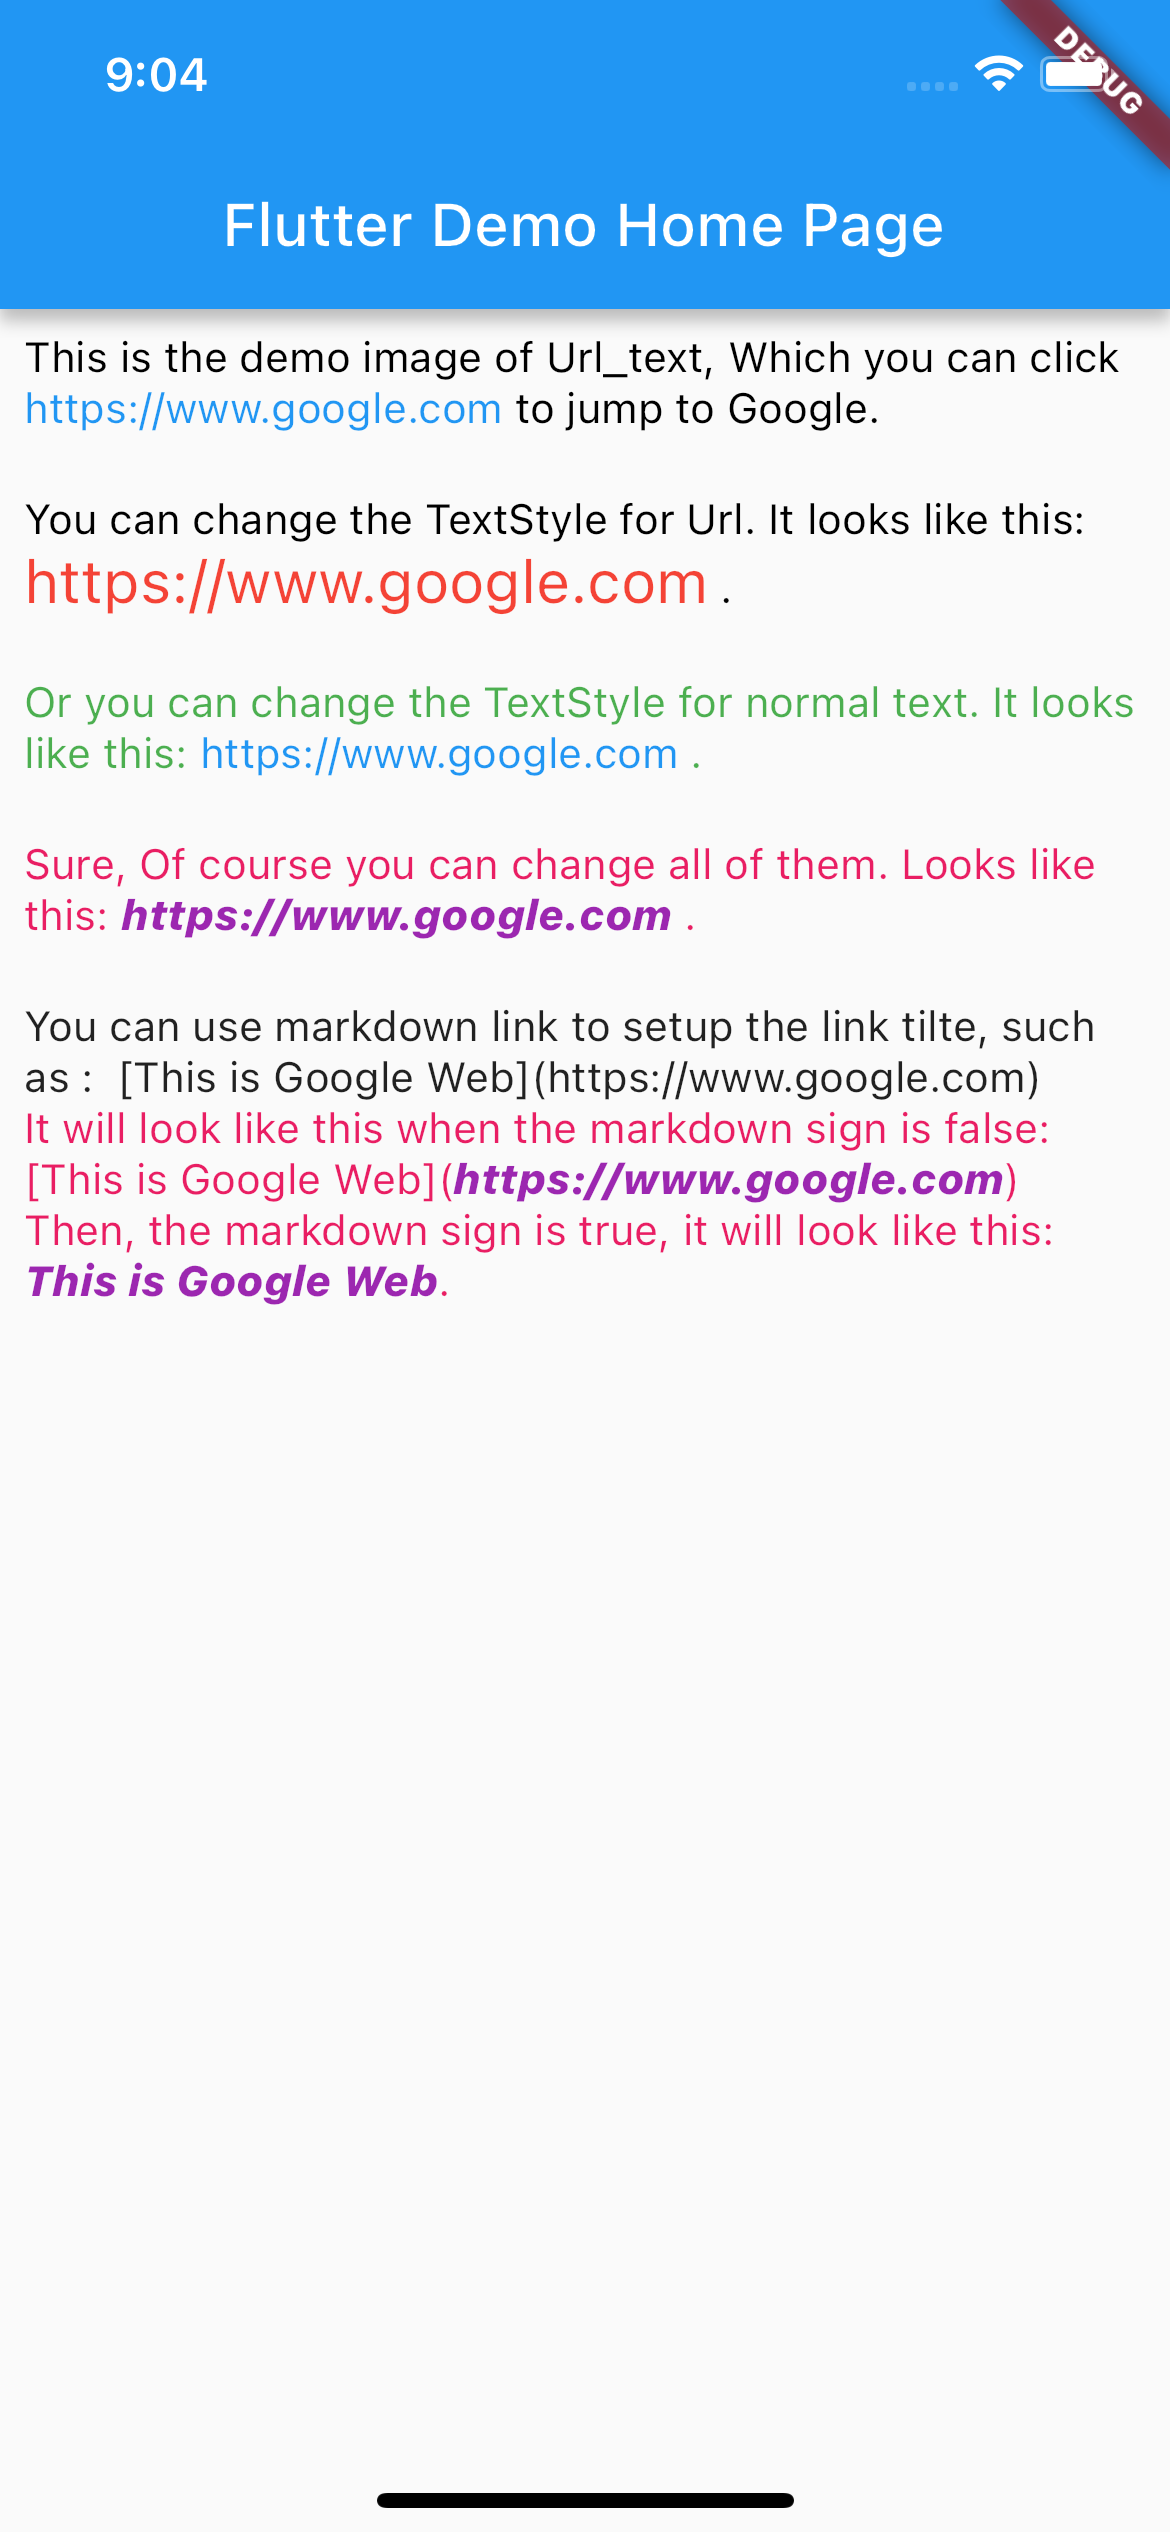 9:04
DEBUG
Flutter Demo Home Page
This is the demo image of Url_text, Which you can click
https://www.google.com to jump to Google.
You can change the TextStyle for Url. It looks like this:
https://www.google.com .
Or you can change the TextStyle for normal text. It looks
like this: https://www.google.com .
Sure, Of course you can change all of them. Looks like
this: https://www.google.com .
You can use markdown link to setup the link tilte, such
as :  [This is Google Web](https://www.google.com)
It will look like this when the markdown sign is false:
[This is Google Web](https://www.google.com)
Then, the markdown sign is true, it will look like this:
This is Google Web.